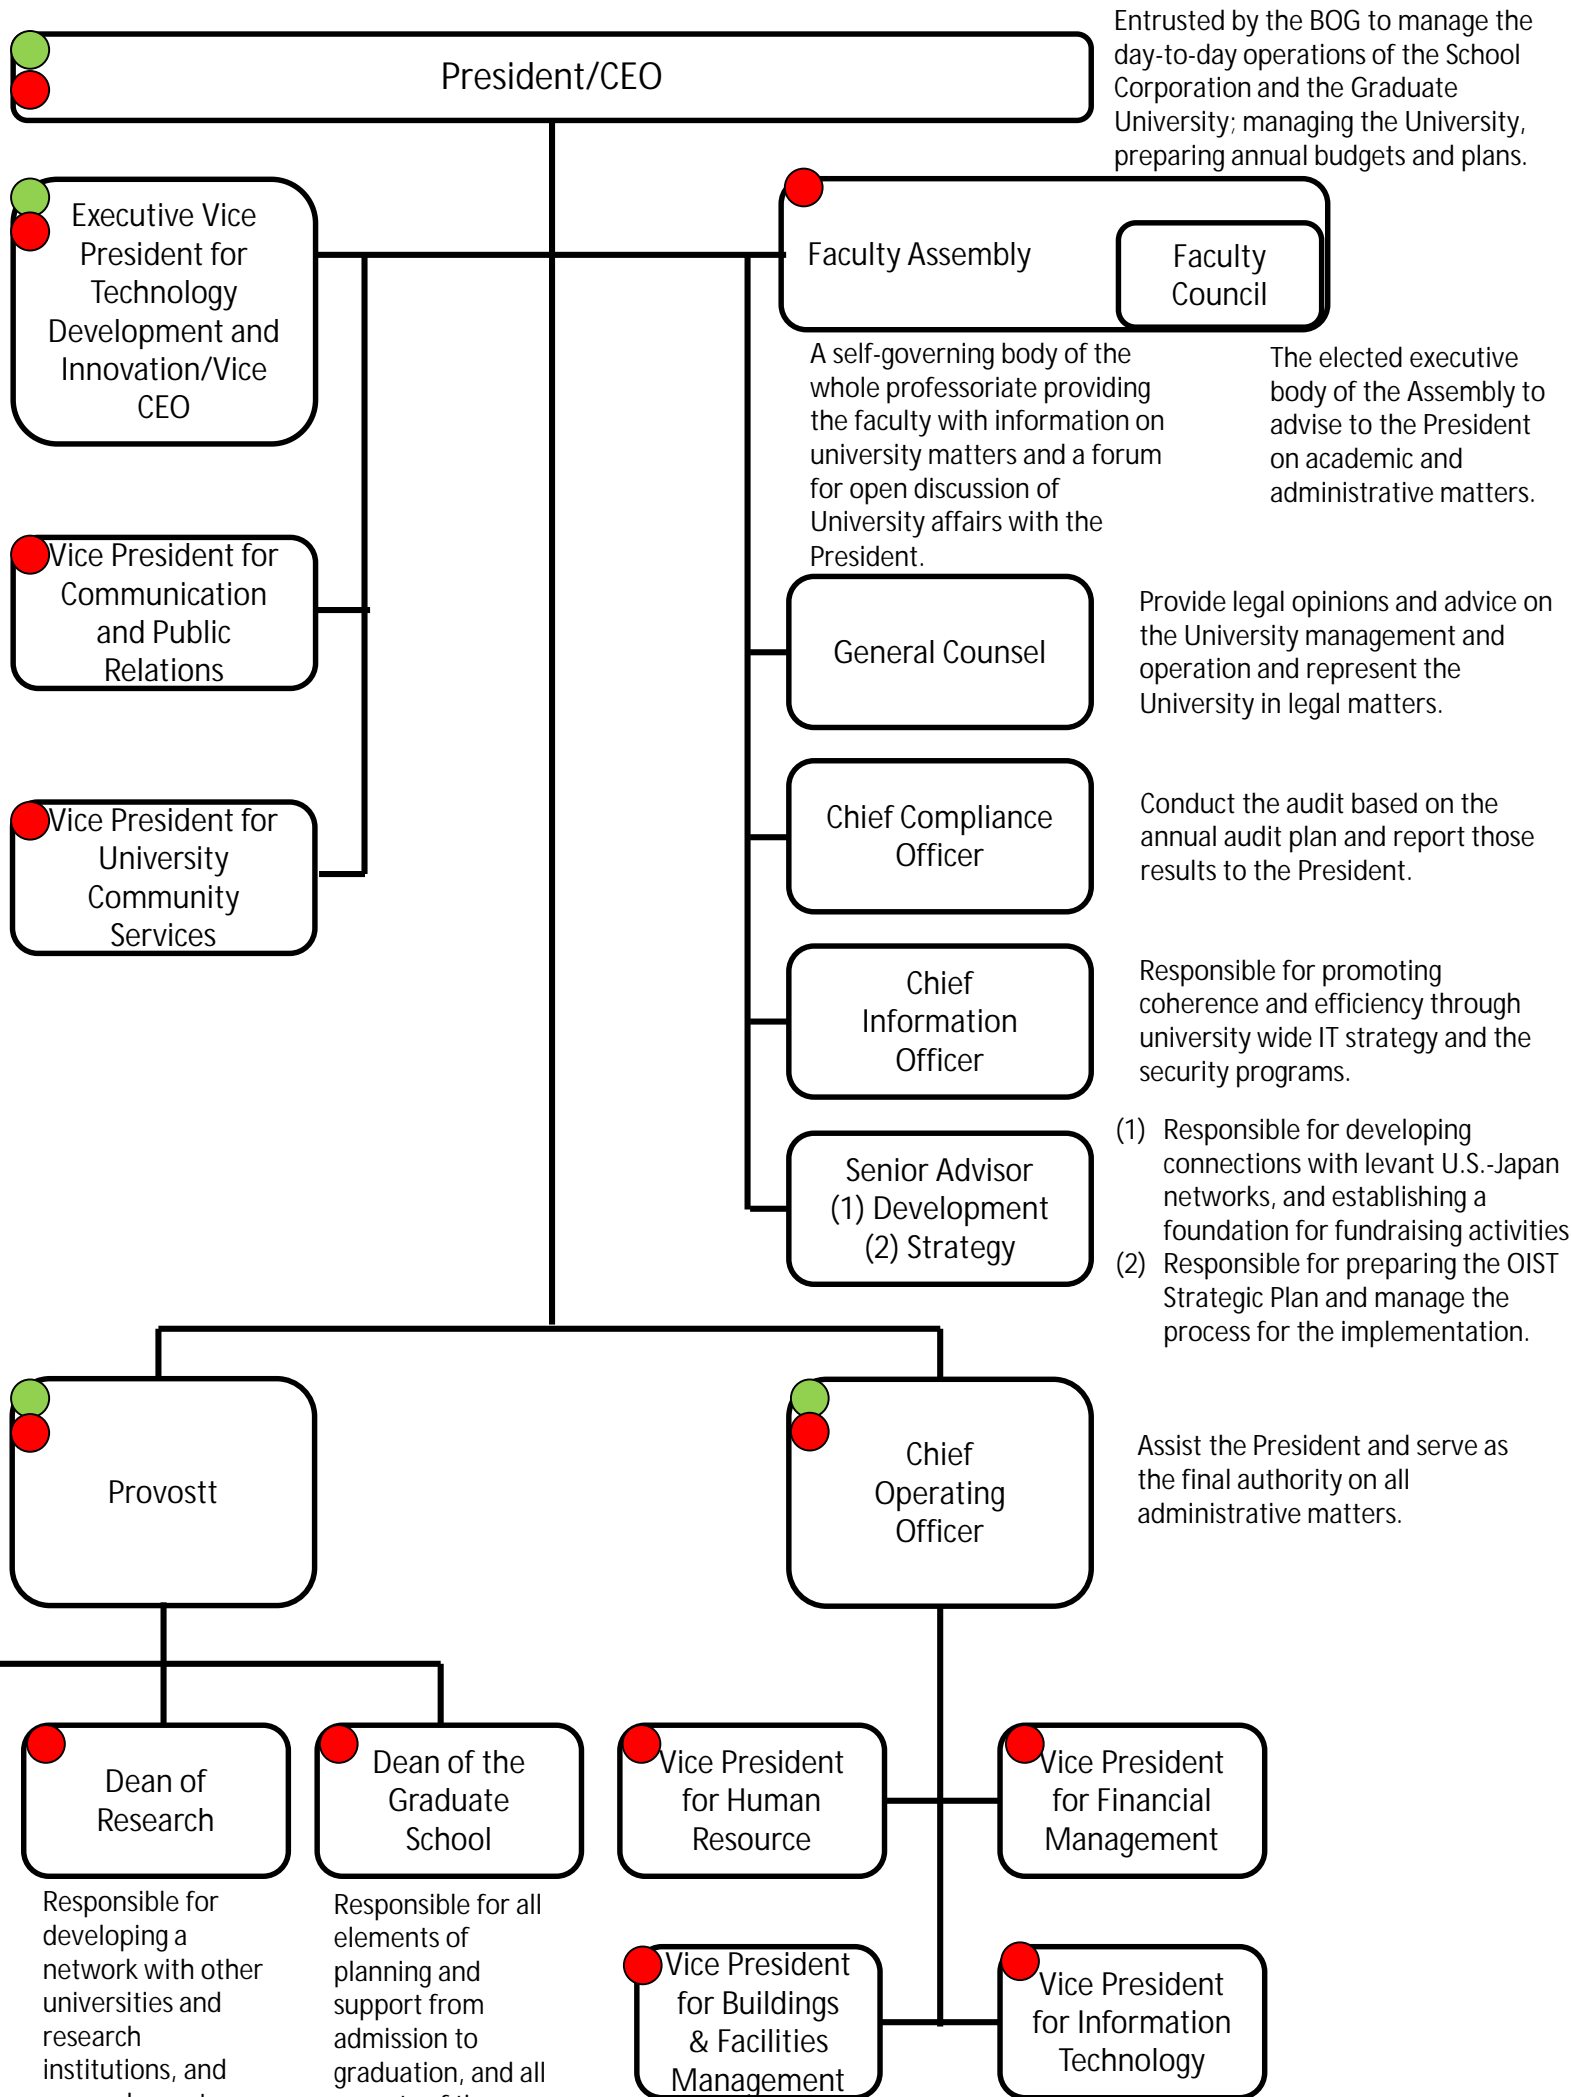 Entrusted by the BOG to manage the
day-to-day operations of the School
Corporation and the Graduate
University; managing the University,
preparing annual budgets and plans.
President/CEO
Executive Vice
President for
Technology
Development and
Innovation/Vice
CEO
Faculty Assembly
Faculty
Council
A self-governing body of the
whole professoriate providing
the faculty with information on
university matters and a forum
for open discussion of
University affairs with the
President.
The elected executive
body of the Assembly to
advise to the President
on academic and
administrative matters.
Vice President for
Communication
and Public
Relations
Vice President for
University
Community
Services
General Counsel
Provide legal opinions and advice on
the University management and
operation and represent the
University in legal matters.
Chief Compliance
Officer
Conduct the audit based on the
annual audit plan and report those
results to the President.
Chief
Information
Officer
Responsible for promoting
coherence and efficiency through
university wide IT strategy and the
security programs.
Senior Advisor
(1) Development
(2) Strategy
(1) Responsible for developing
connections with levant U.S.-Japan
networks, and establishing a
foundation for fundraising activities
(2) Responsible for preparing the OIST
Strategic Plan and manage the
process for the implementation.
Provostt
Chief
Operating
Officer
Assist the President and serve as
the final authority on all
administrative matters.
Dean of
Research
Dean of the
Graduate
School
Vice President
for Human
Resource
Vice President
for Financial
Management
Responsible for
developing a
network with other
universities and
research
institutions, and
Responsible for all
elements of
planning and
support from
admission to
graduation, and all
Vice President
for Buildings
& Facilities
Management
Vice President
for Information
Technology